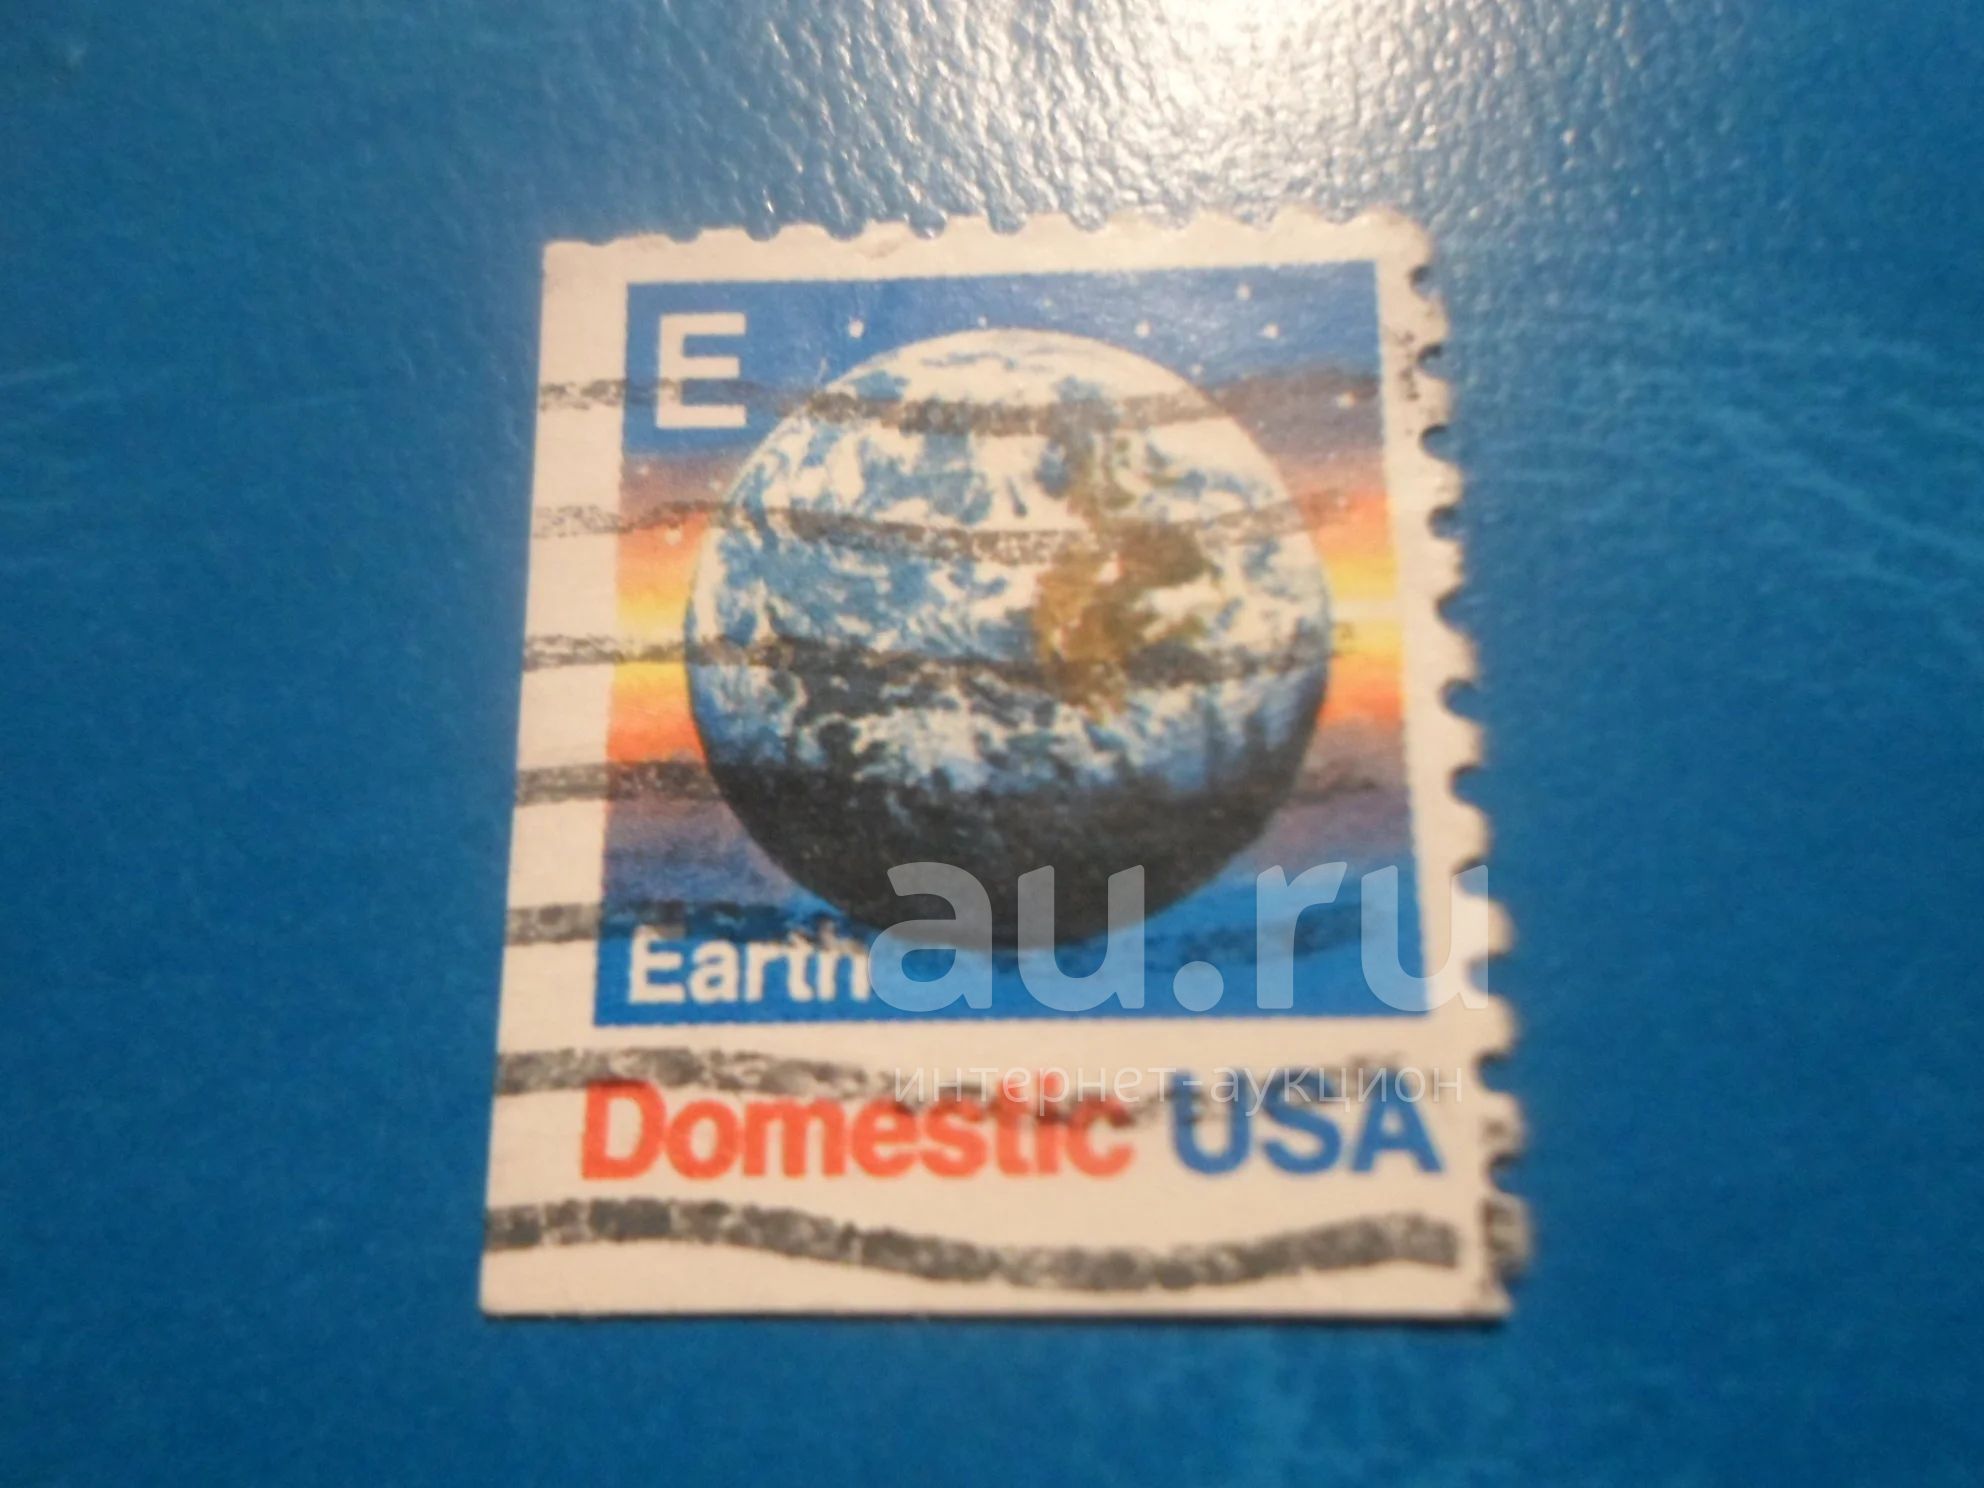 E
Earth
au.ru
интернет-аукцион
Domestic USA